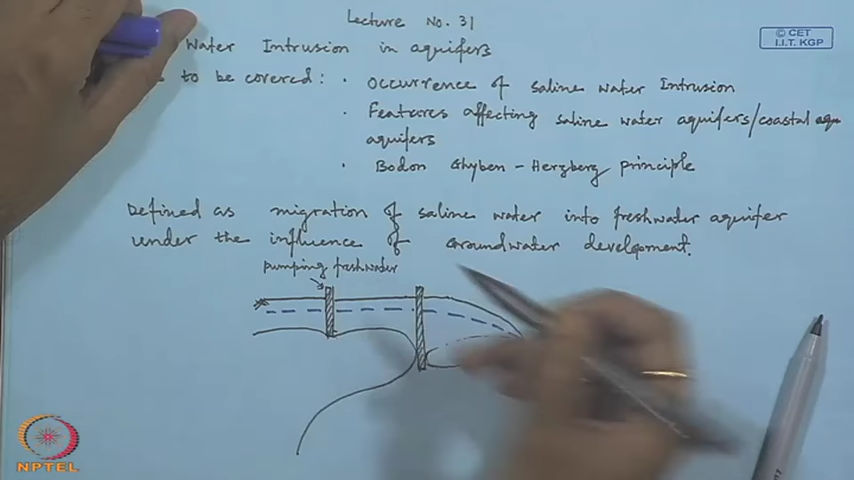 Lecture No. 31
© CET
I.I.T. KGP
Water Intrusion in aquifers
to be covered : · Occurrence of saline water Intrusion
· Features affecting saline water aquifers/coastal aqu
aquifers
· Bodon Ghyben - Herzberg principle
Defined as migration of saline water into freshwater aquifer
under the influence of Groundwater development.
pumping freshwater
NPTEL